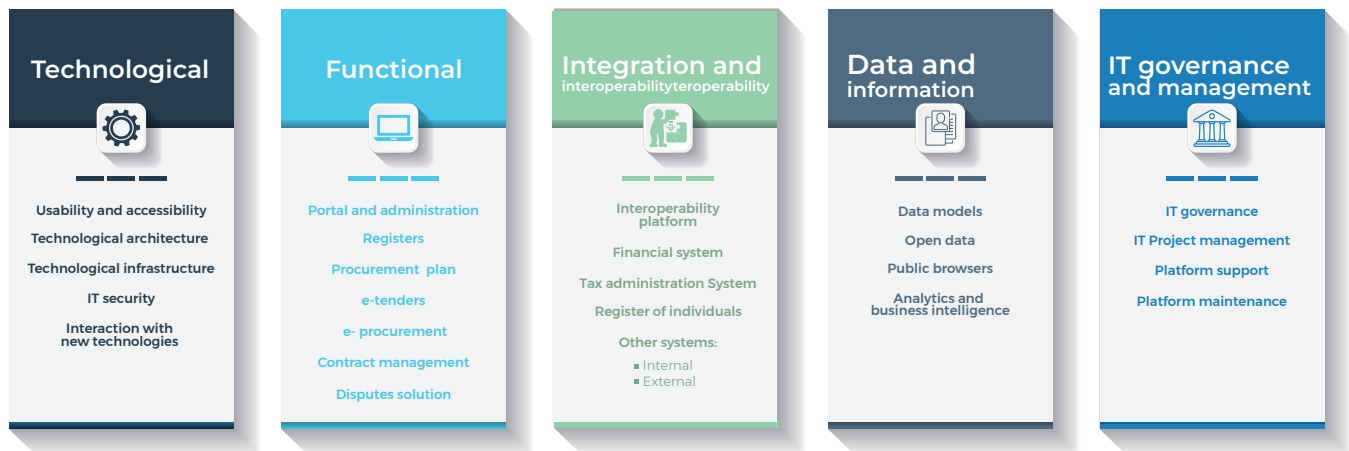 Technological
Usability and accessibility
Technological architecture
Technological infrastructure
IT security
Interaction with
new technologies
Functional
Portal and administration
Registers
Procurement plan
e-tenders
e- procurement
Contract management
Disputes solution
Integration and
interoperabilityteroperability
Interoperability
platform
Financial system
Tax administration System
Register of individuals
Other systems:
Internal
External
Data and
information
Data models
Open data
Public browsers
Analytics and
business intelligence
IT governance
and management
IT governance
IT Project management
Platform support
Platform maintenance